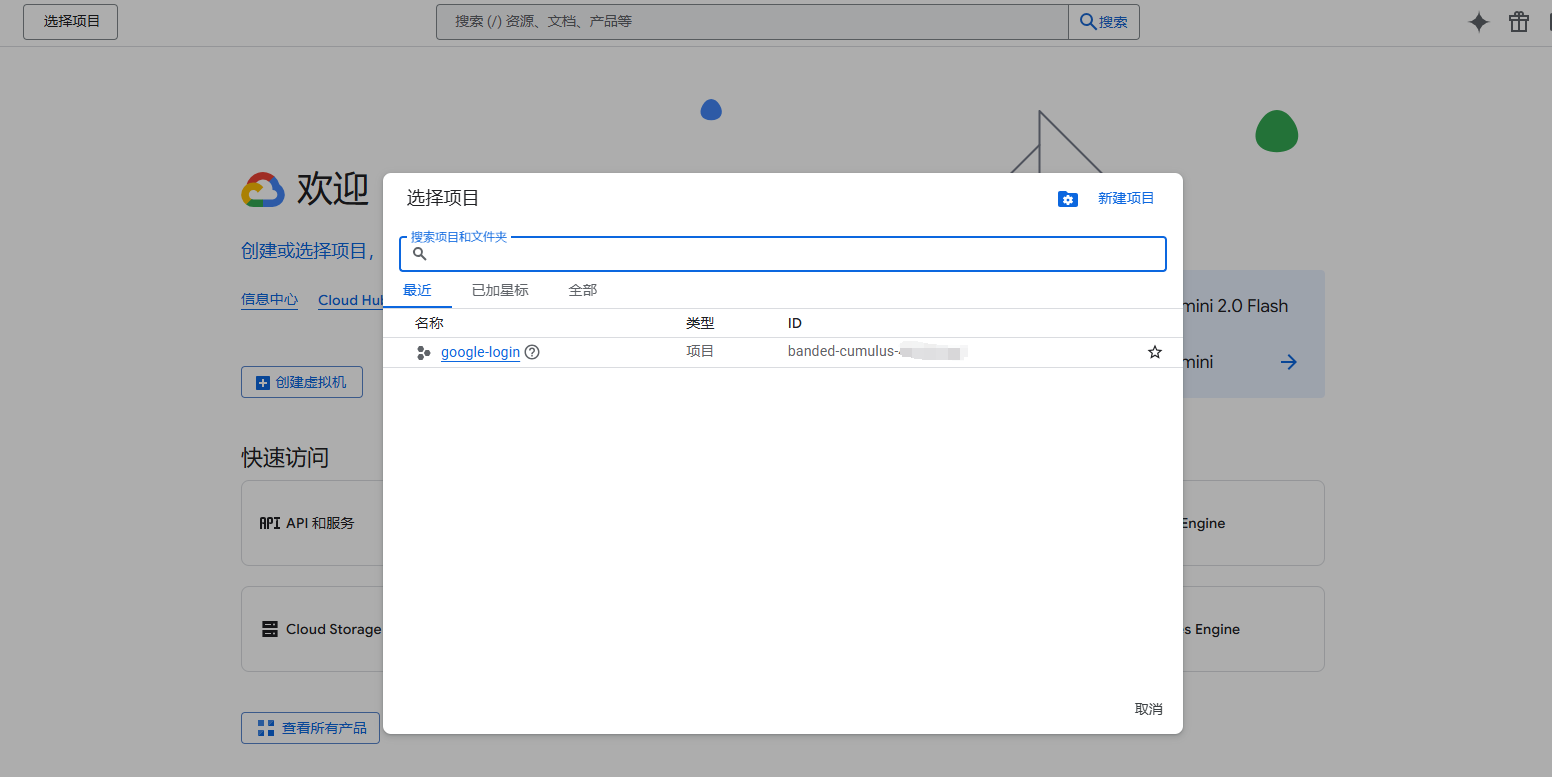 选择项目
搜索 (/) 资源、文档、产品等
搜索
欢迎
创建或选择项目，
信息中心 Cloud Hub
创建虚拟机
快速访问
API API 和服务
Cloud Storage
查看所有产品
选择项目
新建项目
搜索项目和文件夹
最近 已加星标 全部
名称 类型 ID
google-login 项目 banded-cumulus-
取消
mini 2.0 Flash
mini
Engine
s Engine